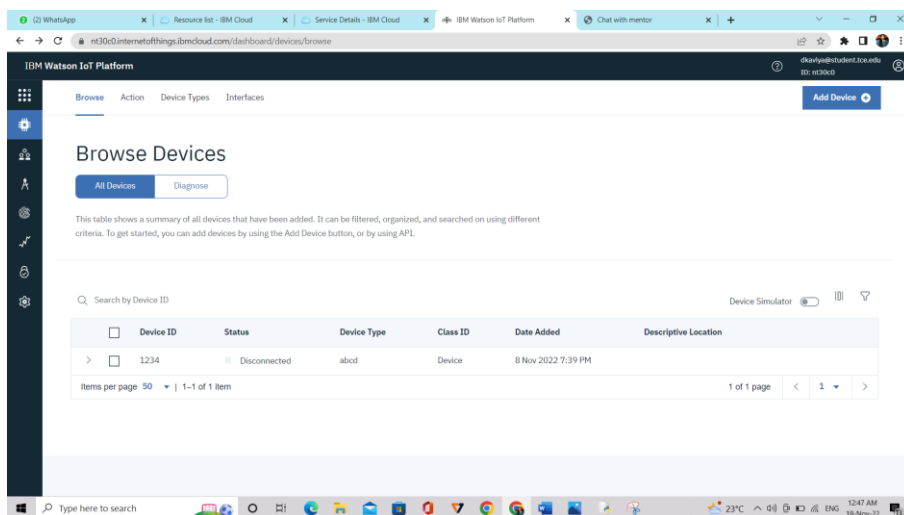 (2) WhatsApp
Resource list - IBM Cloud
Service Details - IBM Cloud
IBM Watson IoT Platform
Chat with mentor
nt30c0.internetofthings.ibmcloud.com/dashboard/devices/browse
IBM Watson IoT Platform
dkaviya@student.tce.edu
ID: nt30c0
Browse Action Device Types Interfaces
Add Device
Browse Devices
All Devices Diagnose
This table shows a summary of all devices that have been added. It can be filtered, organized, and searched on using different
criteria. To get started, you can add devices by using the Add Device button, or by using API.
Search by Device ID
Device Simulator
Device ID Status Device Type Class ID Date Added Descriptive Location
1234 Disconnected abcd Device 8 Nov 2022 7:39 PM
Items per page 50 | 1–1 of 1 item
1 of 1 page < 1 >
Type here to search
23°C
ENG
12:47 AM
18-Nov-22